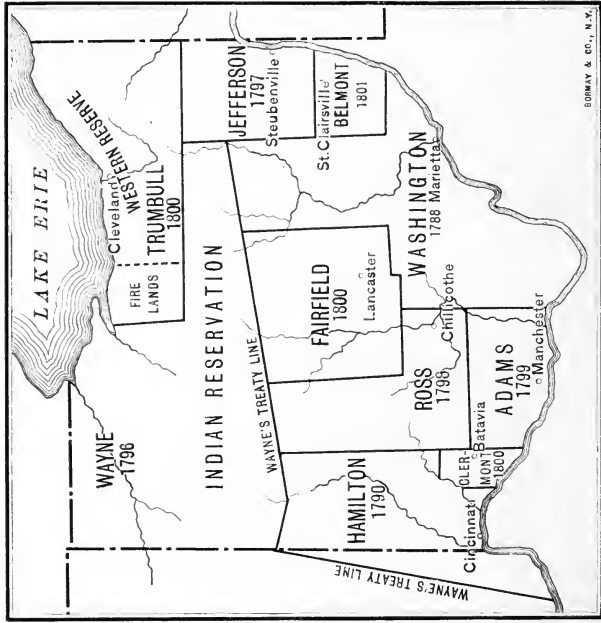 LAKE ERIE
Cleveland
WESTERN RESERVE
TRUMBULL
1800
FIRE
LANDS
WAYNE
1796
INDIAN RESERVATION
WAYNE'S TREATY LINE
JEFFERSON
1797
Steubenville
St. Clairsville
BELMONT
1801
FAIRFIELD
1800
Lancaster
WASHINGTON
1788 Marietta
HAMILTON
1790
ROSS
1798
Chillicothe
ADAMS
1799
Manchester
CLER-
MONT
1800
Batavia
Cincinnati
WAYNE'S TREATY LINE
BORMAY & CO., N.Y.